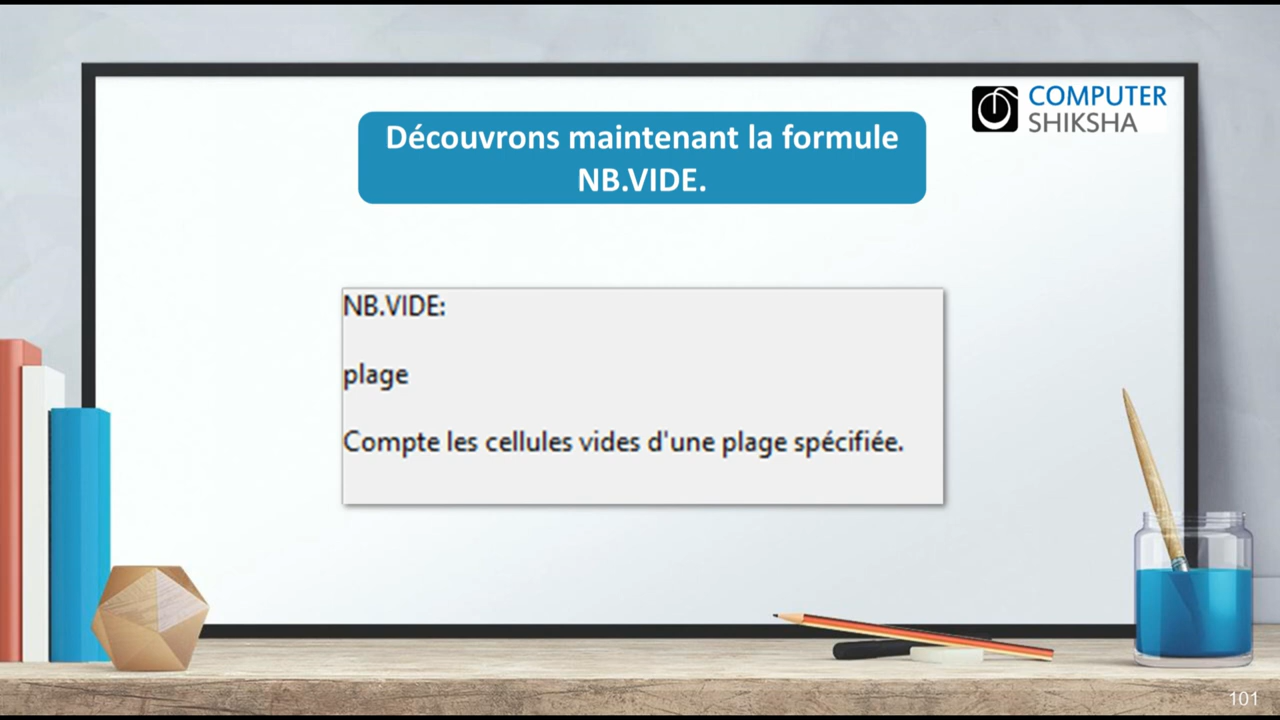 COMPUTER
SHIKSHA
Découvrons maintenant la formule
NB.VIDE.
NB.VIDE:
plage
Compte les cellules vides d'une plage spécifiée.
101